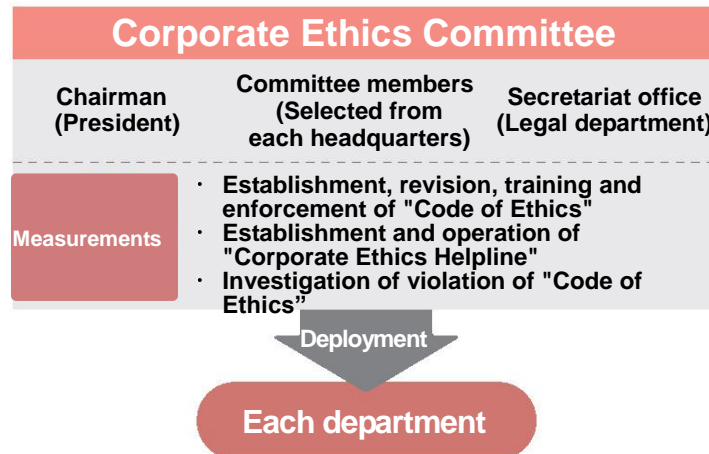 Corporate Ethics Committee
Chairman
(President)
Committee members
(Selected from
each headquarters)
Secretariat office
(Legal department)
Measurements
· Establishment, revision, training and
enforcement of "Code of Ethics"
· Establishment and operation of
"Corporate Ethics Helpline"
· Investigation of violation of "Code of
Ethics”
Deployment
Each department